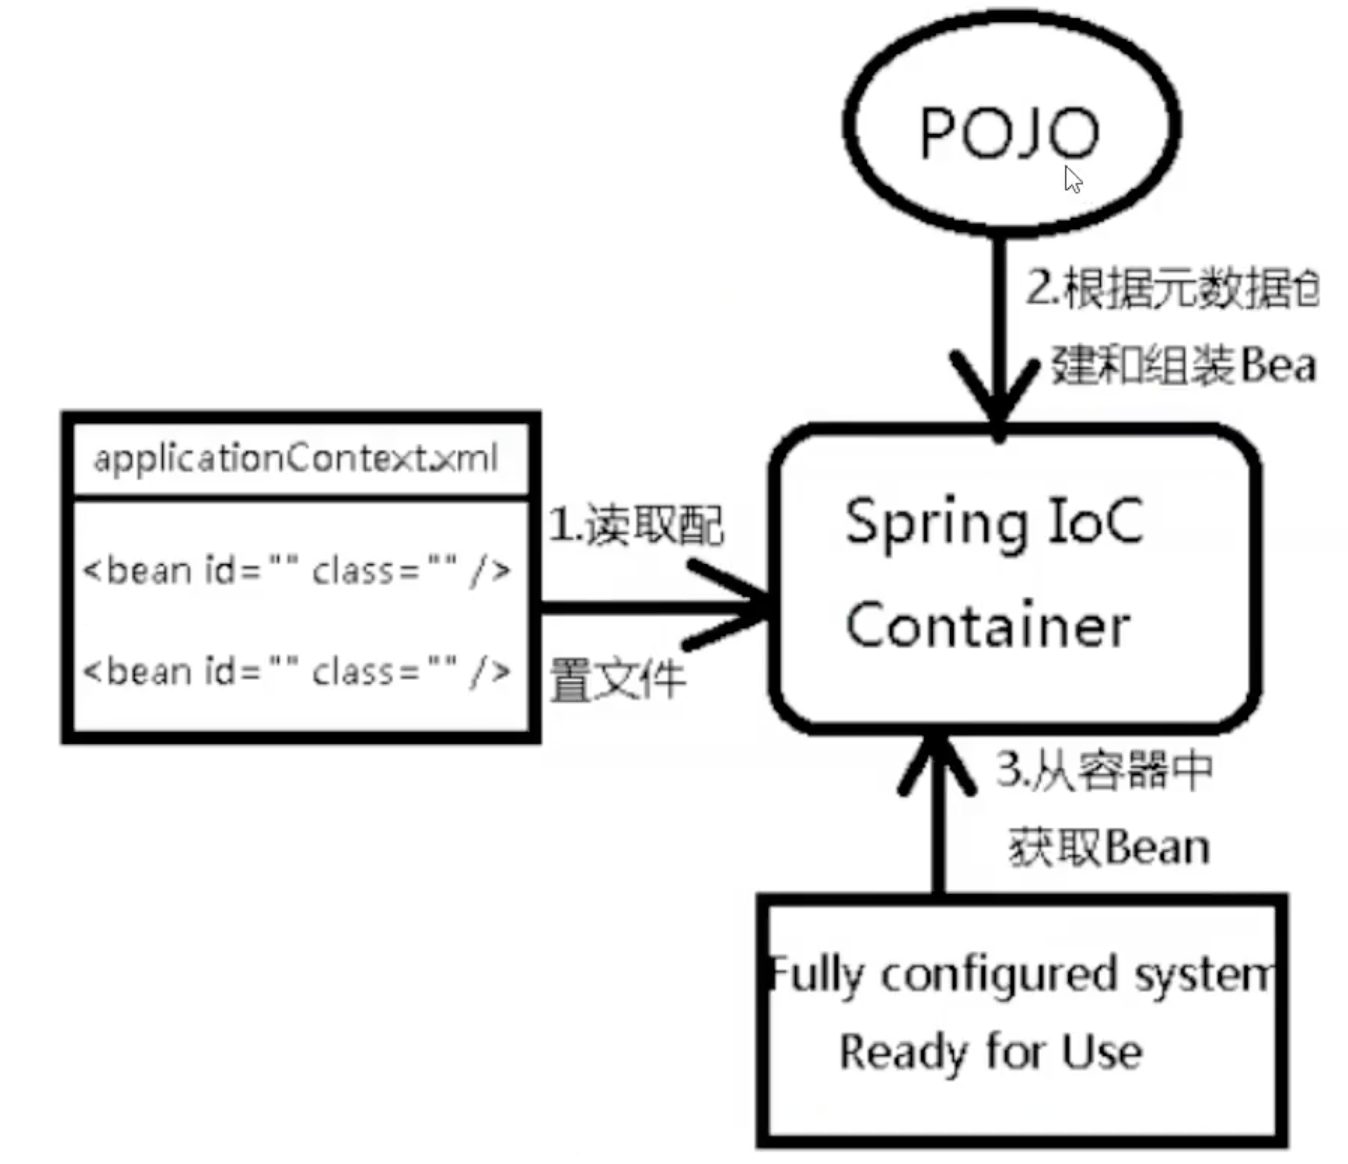 POJO
2.根据元数据创
建和组装Bea
applicationContext.xml
<bean id="" class="" />
<bean id="" class="" />
1.读取配
置文件
Spring IoC
Container
3.从容器中
获取Bean
Fully configured system
Ready for Use